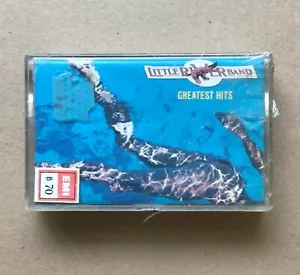 LITTLE RIVER BAND
GREATEST HITS
EMI
฿ 70